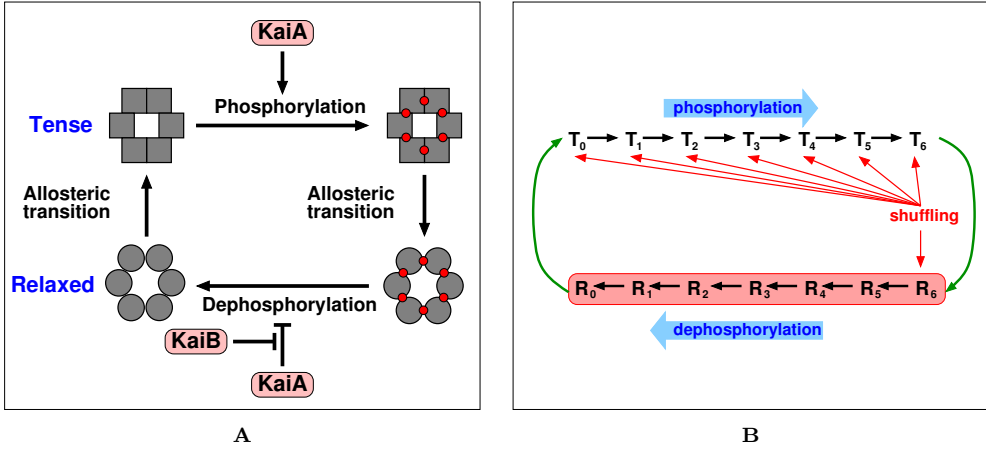 KaiA
Phosphorylation
Tense
Allosteric
transition
Allosteric
transition
Relaxed
Dephosphorylation
KaiB
KaiA
A
phosphorylation
T0 T1 T2 T3 T4 T5 T6
shuffling
R0 R1 R2 R3 R4 R5 R6
dephosphorylation
B